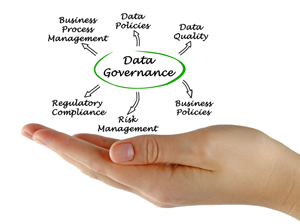 Business
Process
Management
Data
Policies
Data
Quality
Data
Governance
Regulatory
Compliance
Risk
Management
Business
Policies